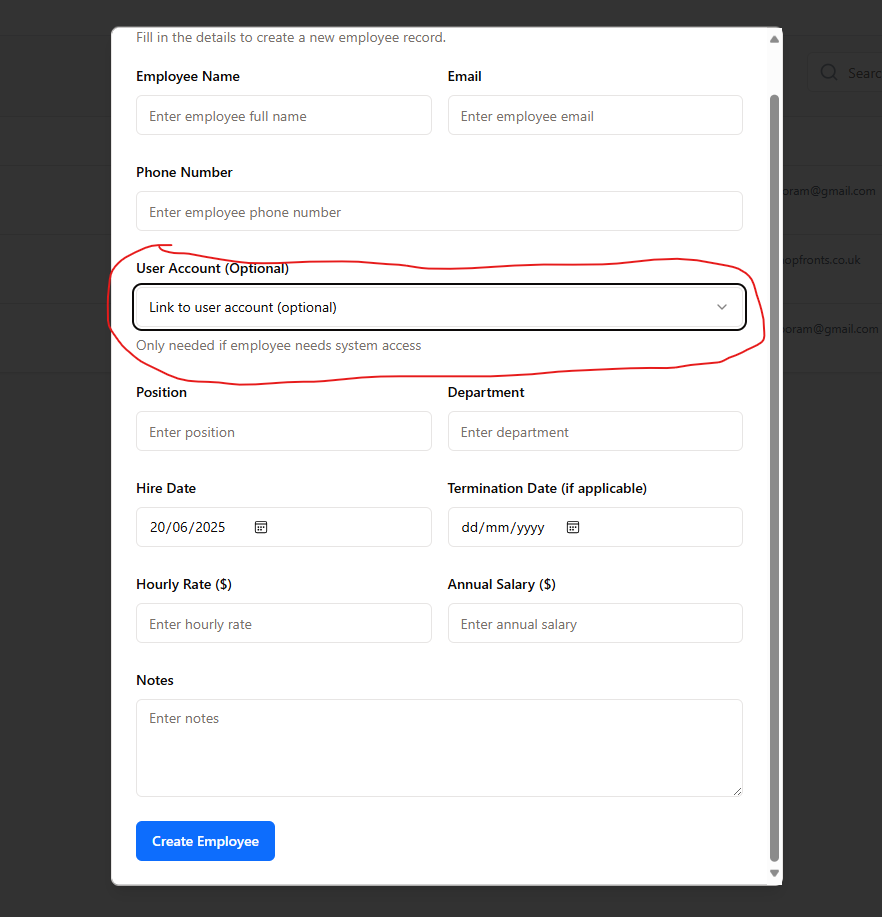 Fill in the details to create a new employee record.
Searc
Employee Name Email
Enter employee full name Enter employee email
Phone Number
oram@gmail.com
Enter employee phone number
User Account (Optional)
opfronts.co.uk
Link to user account (optional)
oram@gmail.com
Only needed if employee needs system access
Position Department
Enter position Enter department
Hire Date Termination Date (if applicable)
20/06/2025 dd/mm/yyyy
Hourly Rate ($) Annual Salary ($)
Enter hourly rate Enter annual salary
Notes
Enter notes
Create Employee